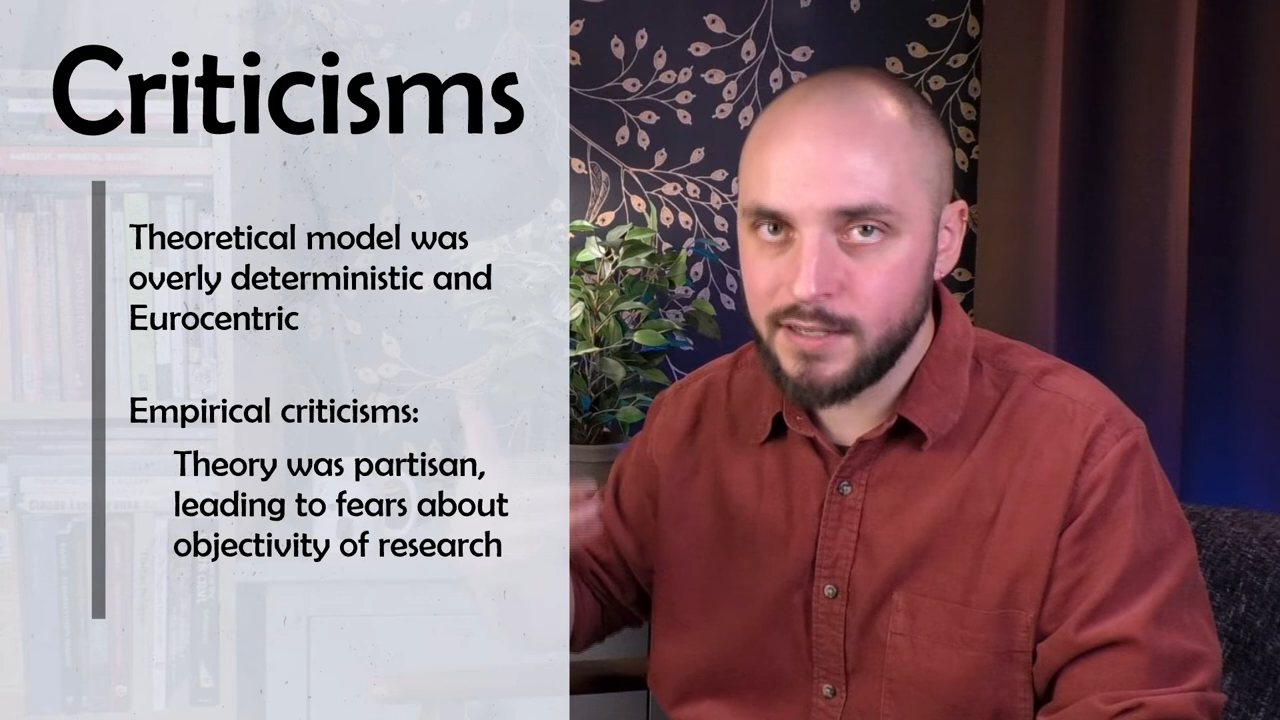 Criticisms
Theoretical model was
overly deterministic and
Eurocentric
Empirical criticisms:
Theory was partisan,
leading to fears about
objectivity of research